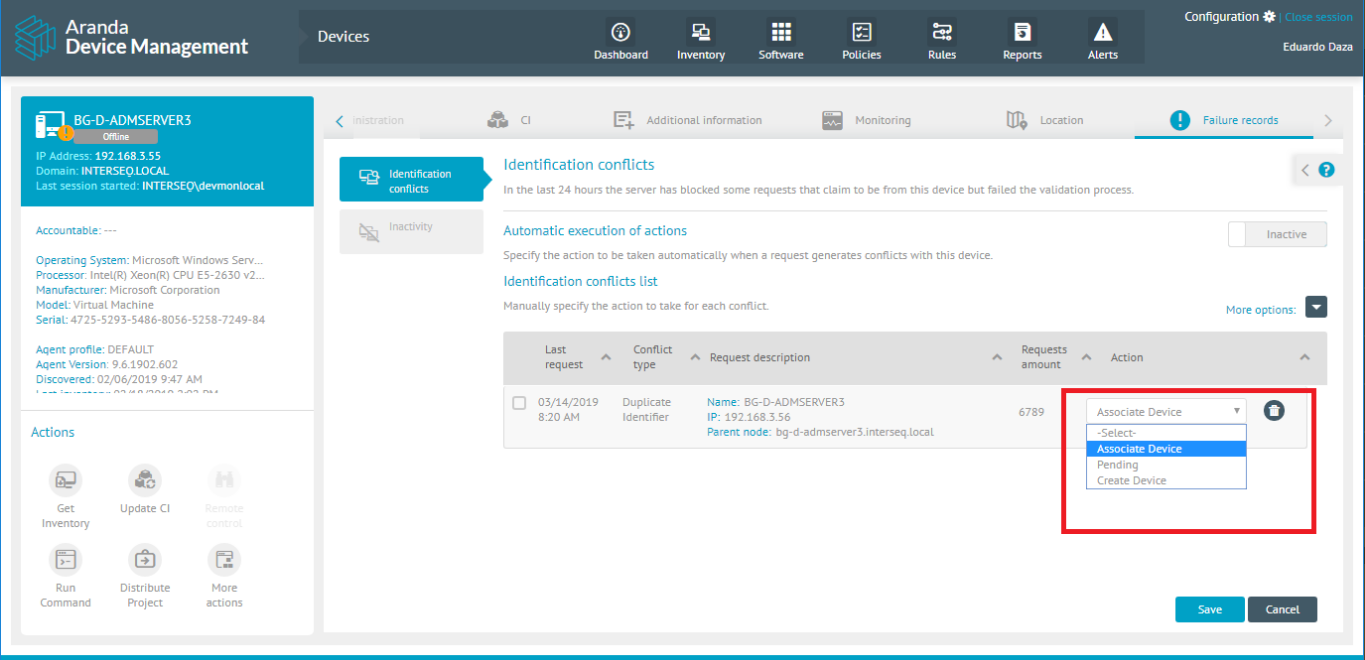 Aranda
Device Management
Devices
Dashboard
Inventory
Software
Policies
Rules
Reports
Alerts
Configuration | Close session
Eduardo Daza
BG-D-ADMSERVER3
Offline
IP Address: 192.168.3.55
Domain: INTERSEQ.LOCAL
Last session started: INTERSEQ\devmonlocal
Accountable: ---
Operating System: Microsoft Windows Serv...
Processor: Intel(R) Xeon(R) CPU E5-2630 v2...
Manufacturer: Microsoft Corporation
Model: Virtual Machine
Serial: 4725-5293-5486-8056-5258-7249-84
Agent profile: DEFAULT
Agent Version: 9.6.1902.602
Discovered: 02/06/2019 9:47 AM
Actions
Get
Inventory
Update CI
Remote
control
Run
Command
Distribute
Project
More
actions
inistration
CI
Additional information
Monitoring
Location
Failure records
Identification
conflicts
Inactivity
Identification conflicts
In the last 24 hours the server has blocked some requests that claim to be from this device but failed the validation process.
Automatic execution of actions
Inactive
Specify the action to be taken automatically when a request generates conflicts with this device.
Identification conflicts list
Manually specify the action to take for each conflict.
More options:
Last
request
Conflict
type
Request description
Requests
amount
Action
03/14/2019
8:20 AM
Duplicate
Identifier
Name: BG-D-ADMSERVER3
IP: 192.168.3.56
Parent node: bg-d-admserver3.interseq.local
6789
Associate Device
-Select-
Associate Device
Pending
Create Device
Save
Cancel